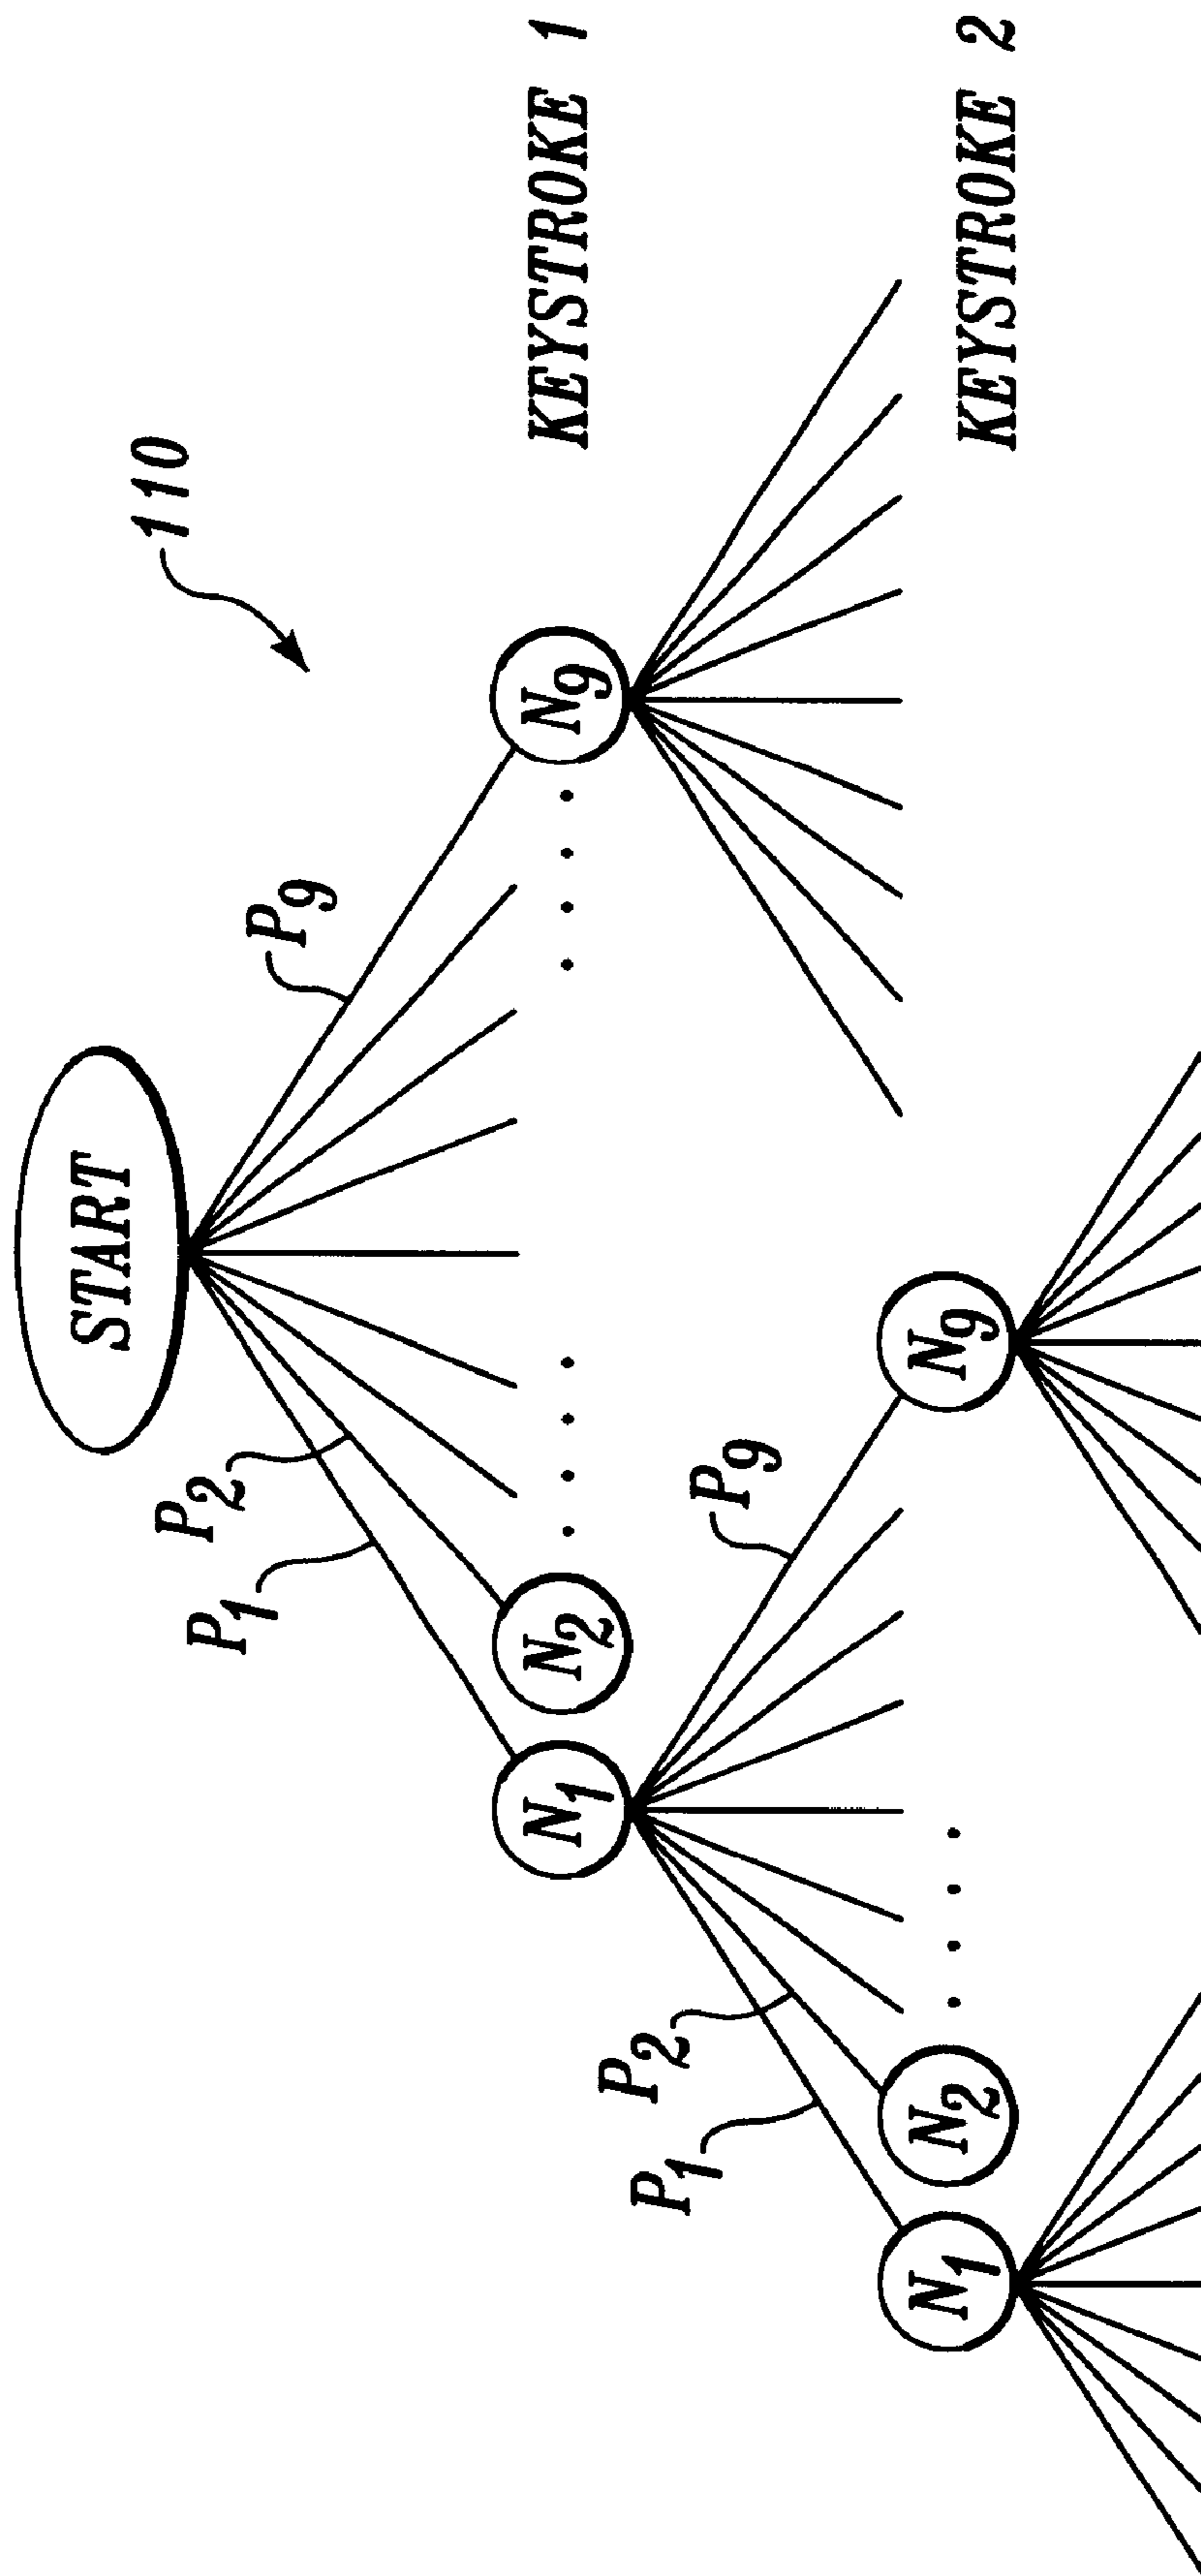 START
110
P1
P2
P9
N1
N2
N9
KEYSTROKE 1
P1
P2
P9
N1
N2
N9
KEYSTROKE 2